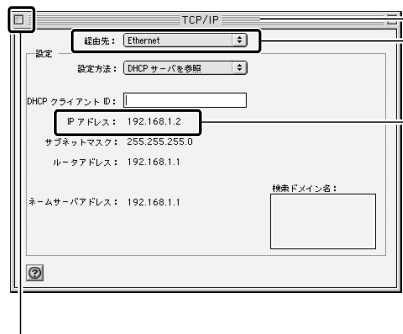 TCP/IP
経由先： Ethernet
設定
設定方法： DHCP サーバを参照
DHCP クライアント ID：
IP アドレス： 192.168.1.2
サブネットマスク： 255.255.255.0
ルータアドレス： 192.168.1.1
検索ドメイン名：
ネームサーバアドレス： 192.168.1.1
?